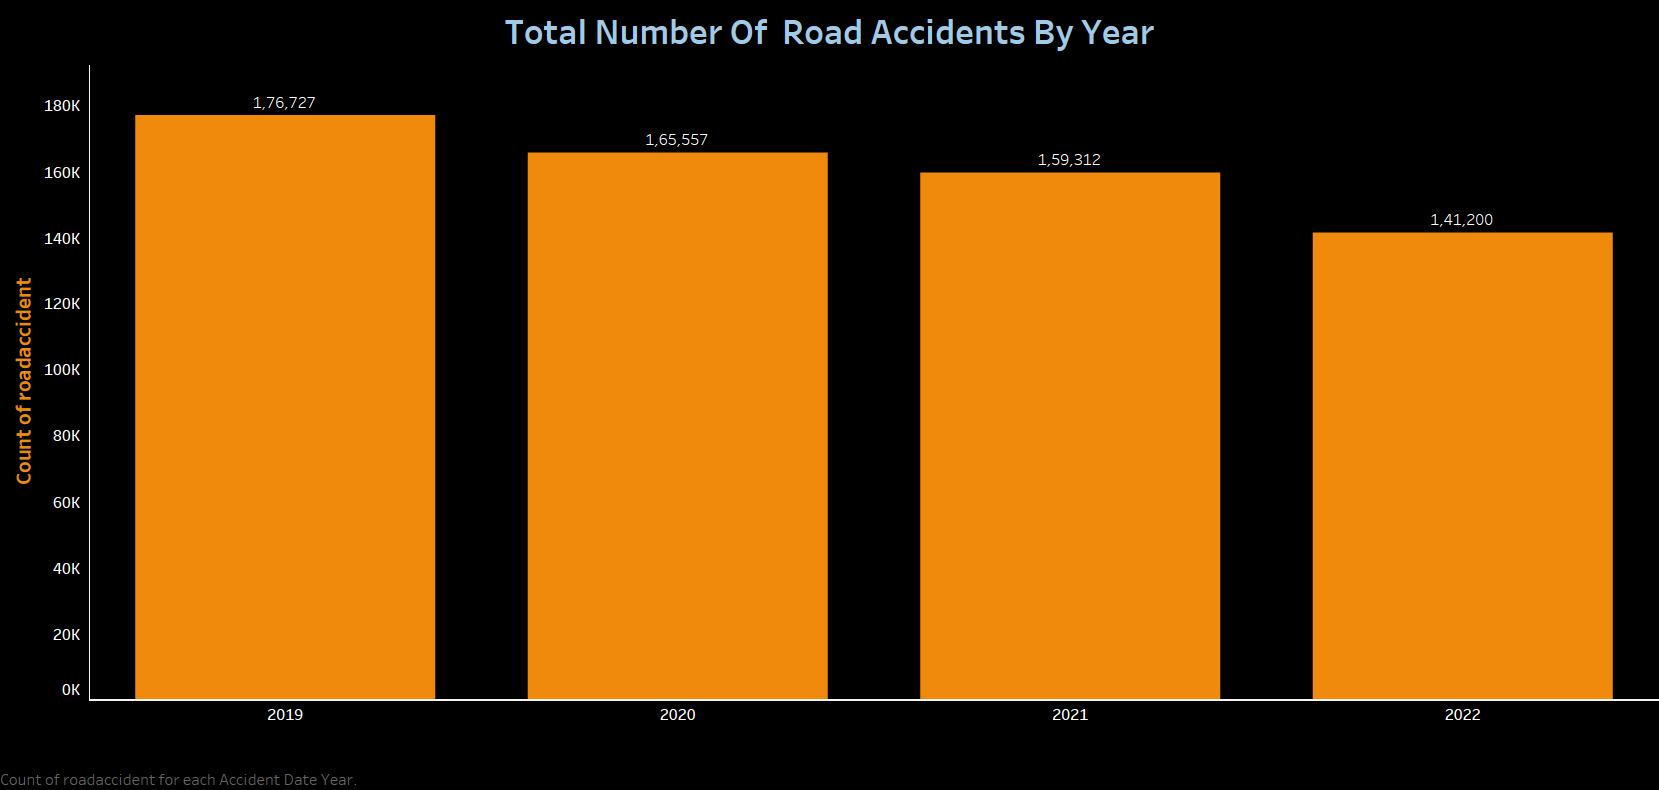 Total Number Of  Road Accidents By Year
Count of roadaccident
180K
160K
140K
120K
100K
80K
60K
40K
20K
0K
1,76,727
1,65,557
1,59,312
1,41,200
2019
2020
2021
2022
Count of roadaccident for each Accident Date Year.